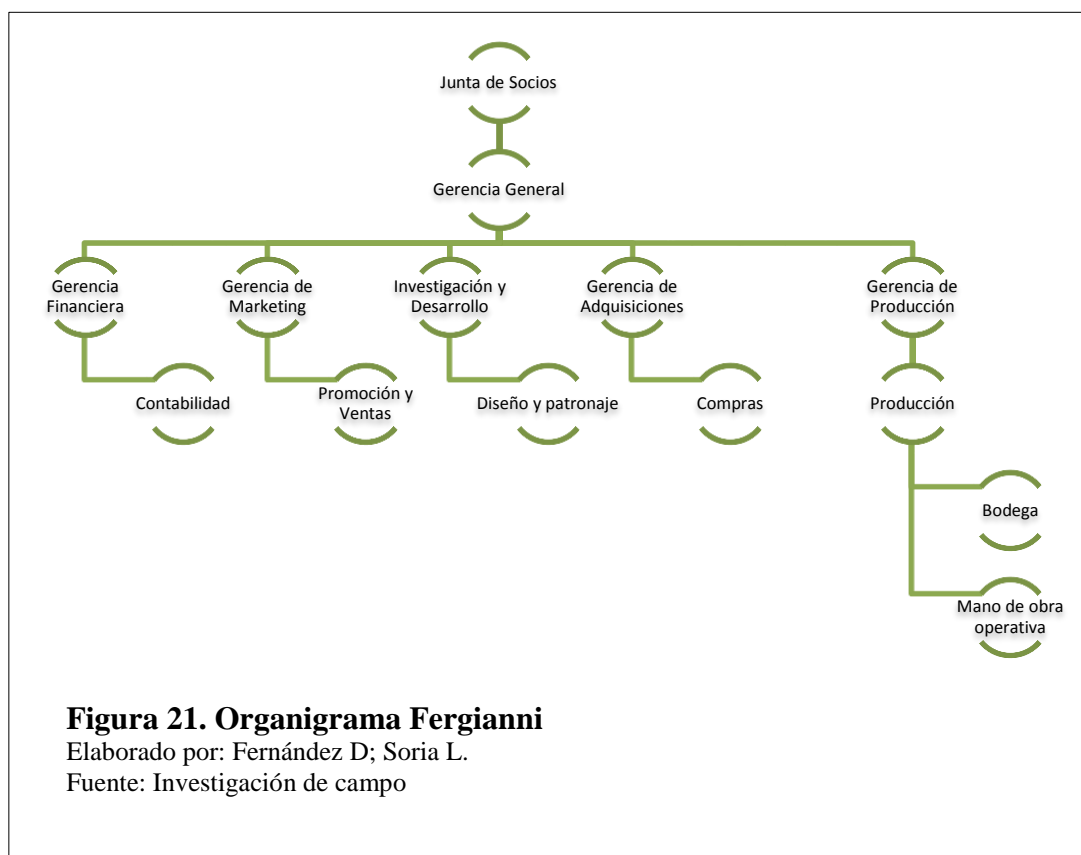 Junta de Socios
Gerencia General
Gerencia
Financiera
Gerencia de
Marketing
Investigación y
Desarrollo
Gerencia de
Adquisiciones
Gerencia de
Producción
Contabilidad
Promoción y
Ventas
Diseño y patronaje
Compras
Producción
Bodega
Mano de obra
operativa
Figura 21. Organigrama Fergianni
Elaborado por: Fernández D; Soria L.
Fuente: Investigación de campo